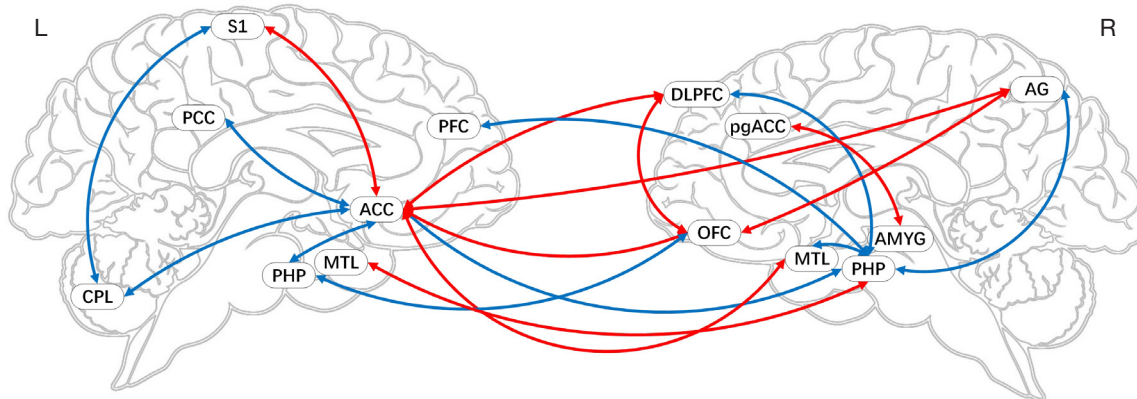 L
R
S1
PCC
PFC
ACC
PHP
MTL
CPL
DLPFC
pgACC
AG
OFC
AMYG
MTL
PHP